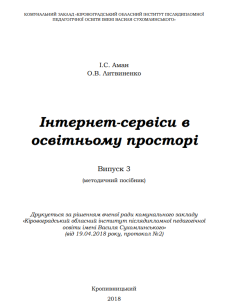 КОМУНАЛЬНИЙ ЗАКЛАД «КІРОВОГРАДСЬКИЙ ОБЛАСНИЙ ІНСТИТУТ ПІСЛЯДИПЛОМНОЇ
ПЕДАГОГІЧНОЇ ОСВІТИ ІМЕНІ ВАСИЛЯ СУХОМЛИНСЬКОГО»
І.С. Аман
О.В. Литвиненко
Інтернет-сервіси в
освітньому просторі
Випуск 3
(методичний посібник)
Друкується за рішенням вченої ради комунального закладу
«Кіровоградський обласний інститут післядипломної педагогічної
освіти імені Василя Сухомлинського»
(від 19.04.2018 року, протокол №2)
Кропивницький
2018